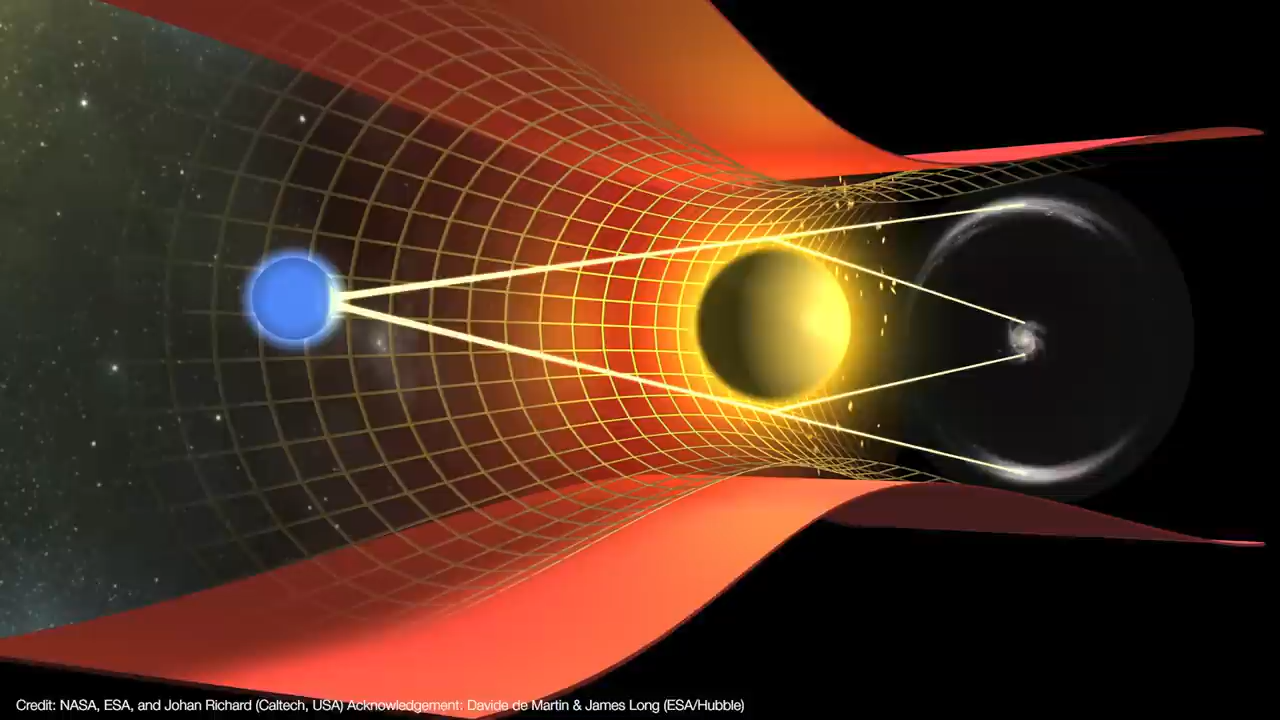 Credit: NASA, ESA, and Johan Richard (Caltech, USA) Acknowledgement: Davide de Martin & James Long (ESA/Hubble)